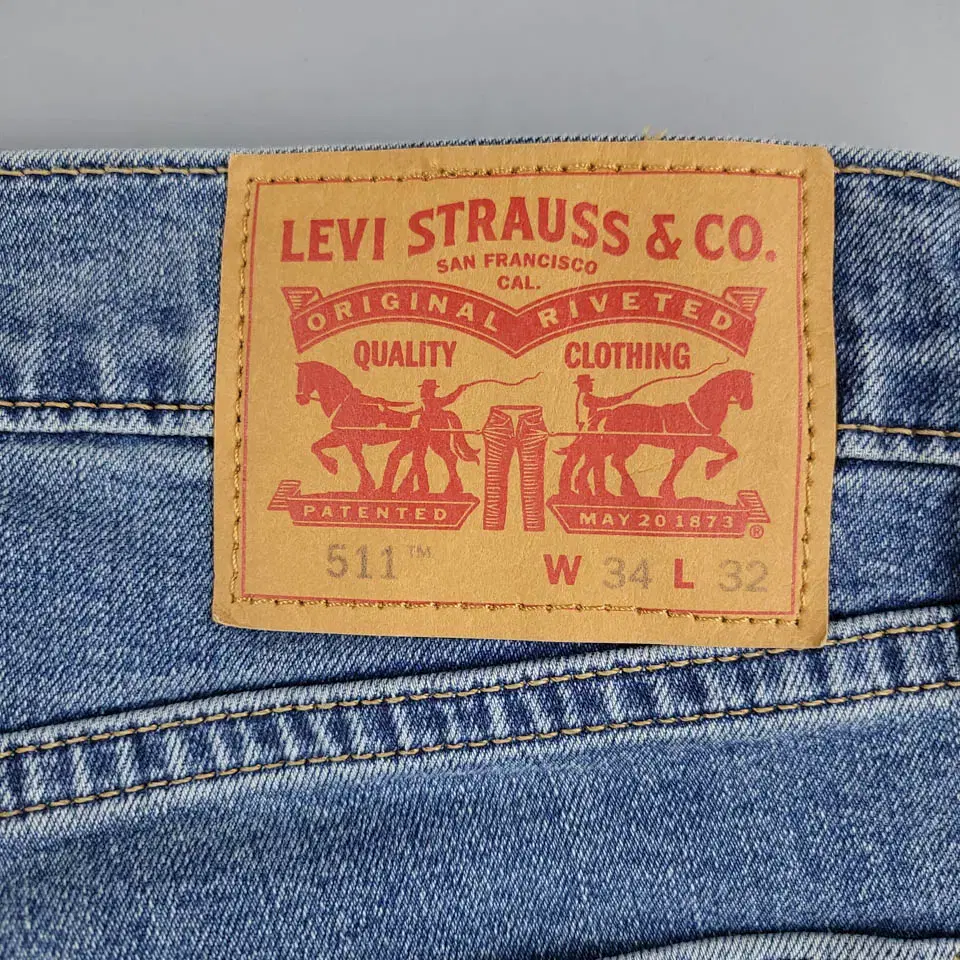 LEVI STRAUSS & CO.
SAN FRANCISCO
CAL.
ORIGINAL RIVETED
QUALITY CLOTHING
PATENTED MAY 20 1873 ®
511™ W 34 L 32